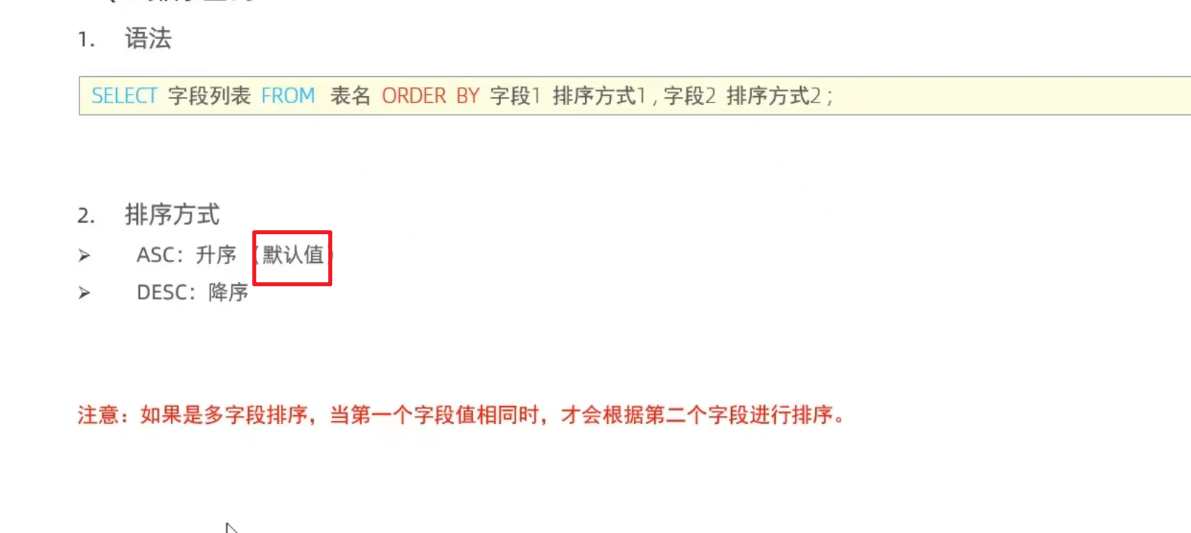 1. 语法
SELECT 字段列表 FROM 表名 ORDER BY 字段1 排序方式1 , 字段2 排序方式2 ;
2. 排序方式
➢ ASC：升序（默认值）
➢ DESC：降序
注意：如果是多字段排序，当第一个字段值相同时，才会根据第二个字段进行排序。